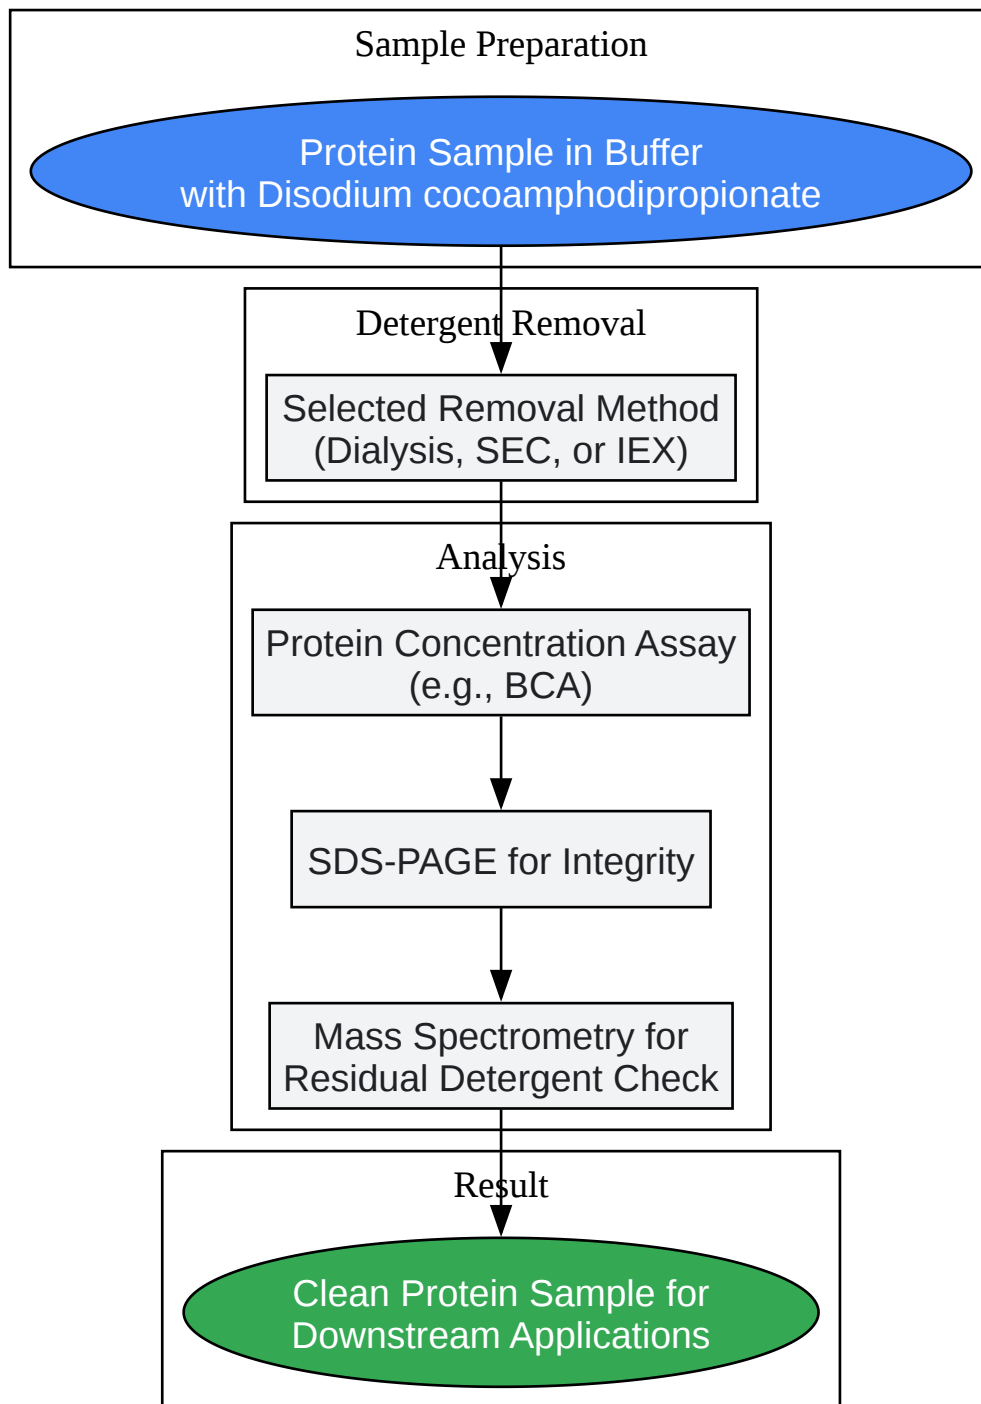 Sample Preparation
Protein Sample in Buffer
with Disodium cocoamphodipropionate
Detergent Removal
Selected Removal Method
(Dialysis, SEC, or IEX)
Analysis
Protein Concentration Assay
(e.g., BCA)
SDS-PAGE for Integrity
Mass Spectrometry for
Residual Detergent Check
Result
Clean Protein Sample for
Downstream Applications